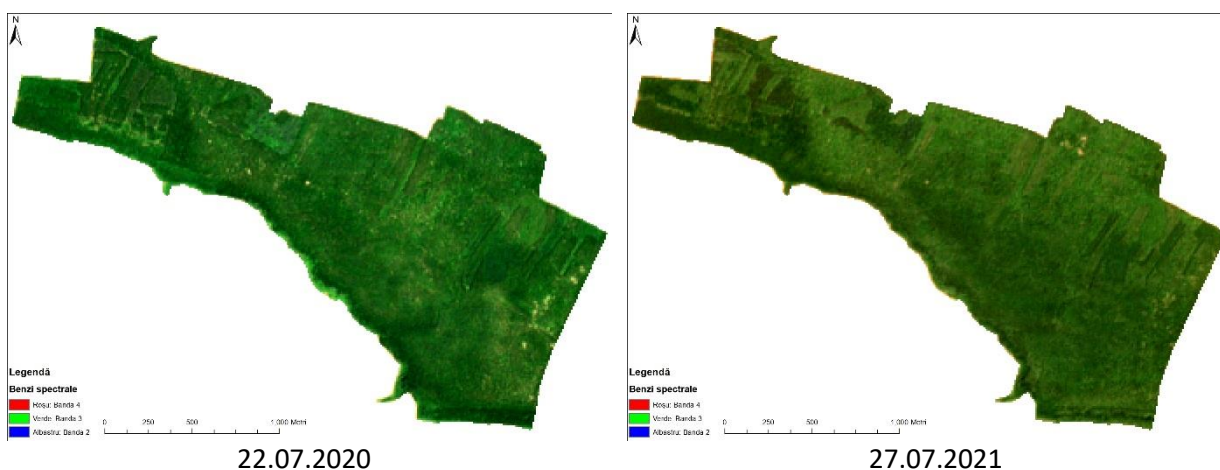 N
Legendă
Benzi spectrale
Roșu: Banda 4
Verde: Banda 3
Albastru: Banda 2
0 250 500 1.000 Metri
N
Legendă
Benzi spectrale
Roșu: Banda 4
Verde: Banda 3
Albastru: Banda 2
0 250 500 1.000 Metri
22.07.2020
27.07.2021